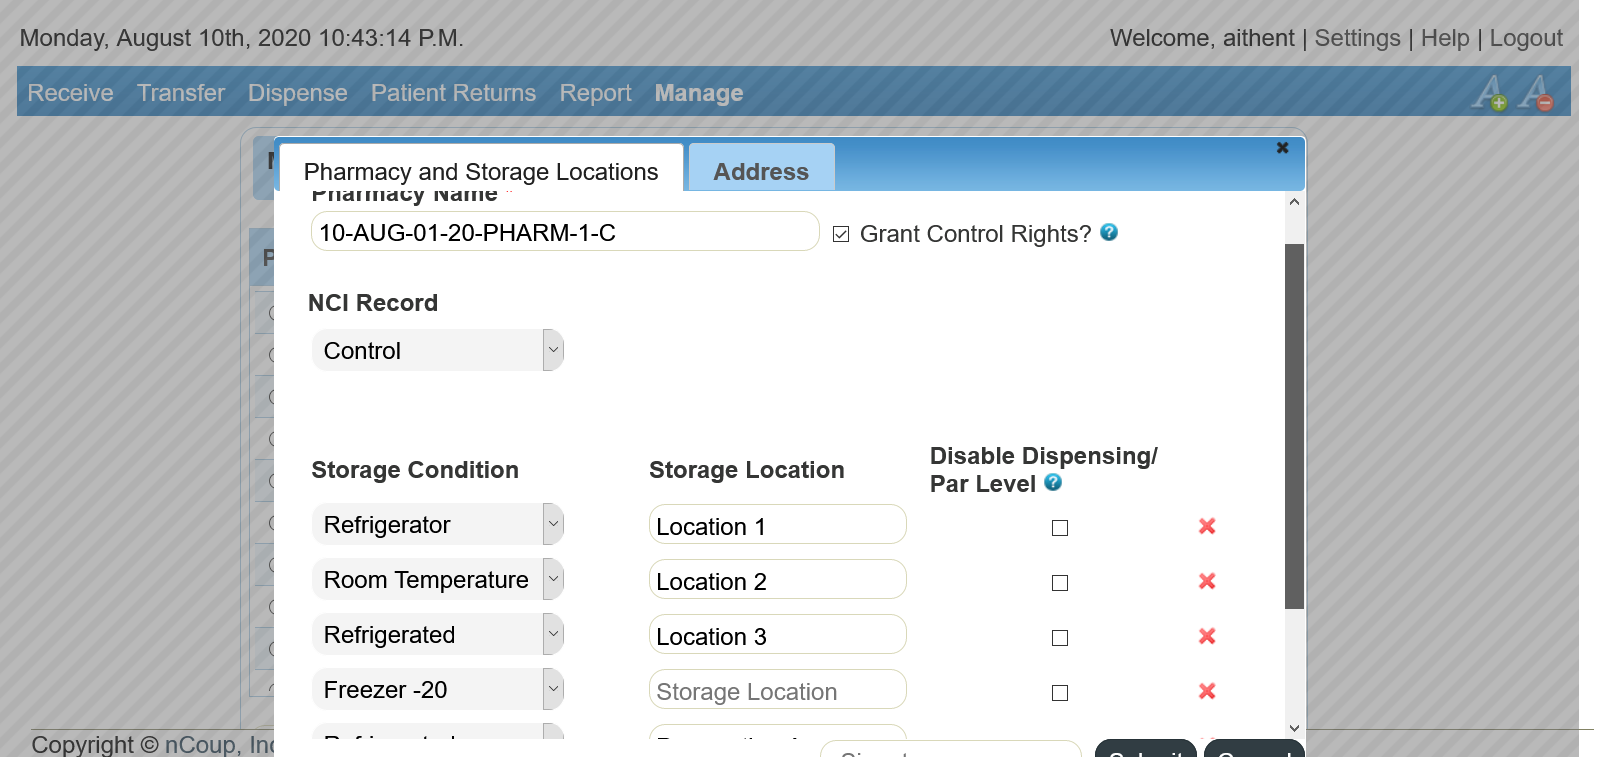 Monday, August 10th, 2020 10:43:14 P.M.
Welcome, aithent | Settings | Help | Logout
Receive Transfer Dispense Patient Returns Report Manage
Pharmacy and Storage Locations Address
Pharmacy Name *
10-AUG-01-20-PHARM-1-C Grant Control Rights?
NCI Record
Control
Storage Condition Storage Location Disable Dispensing/
Par Level
Refrigerator Location 1
Room Temperature Location 2
Refrigerated Location 3
Freezer -20 Storage Location
Refrigerated
Copyright © nCoup, Inc
Submit Cancel